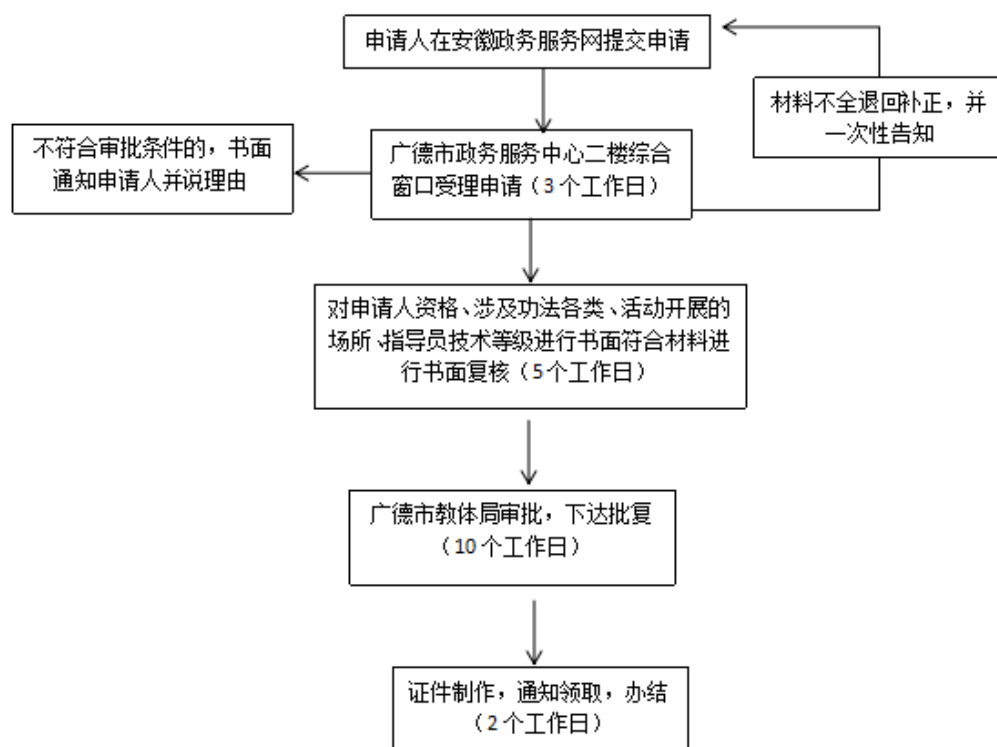 申请人在安徽政务服务网提交申请
材料不全退回补正，并
一次性告知
不符合审批条件的，书面
通知申请人并说理由
广德市政务服务中心二楼综合
窗口受理申请（3个工作日）
对申请人资格、涉及功法各类、活动开展的
场所、指导员技术等级进行书面符合材料进
行书面复核（5个工作日）
广德市教体局审批，下达批复
（10个工作日）
证件制作，通知领取，办结
（2个工作日）